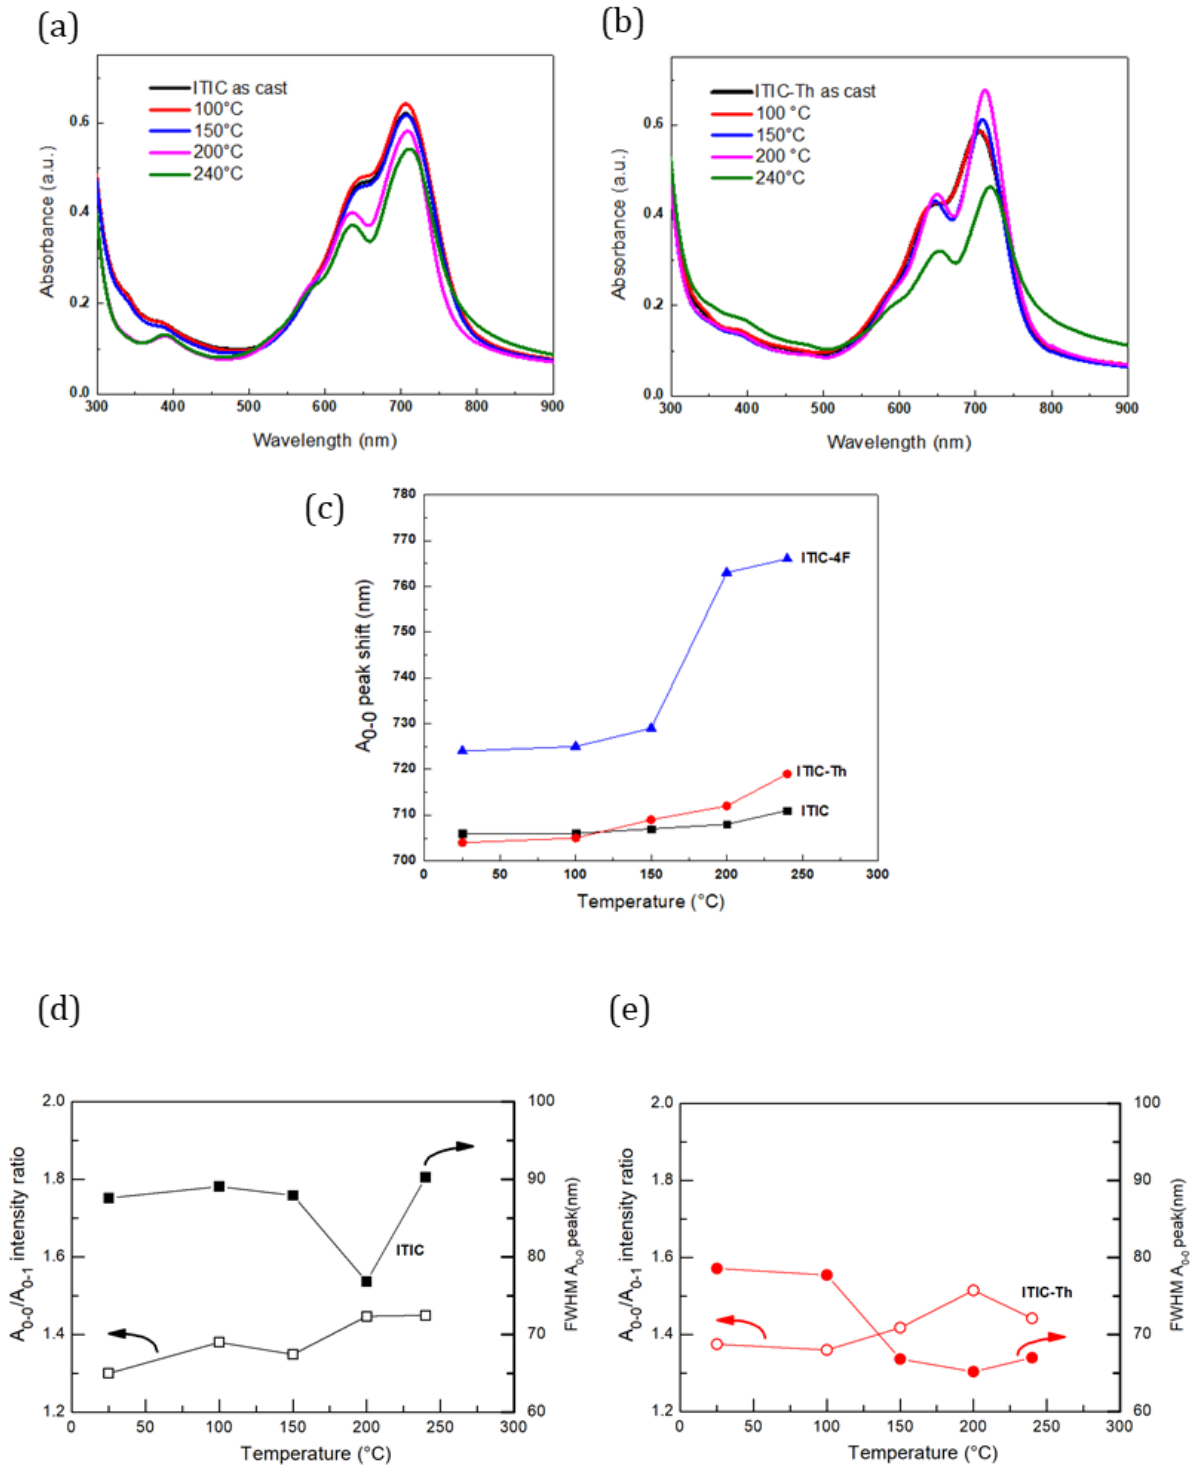 (a)
ITIC as cast
100°C
150°C
200°C
240°C
0.6
0.4
0.2
0.0
300 400 500 600 700 800 900
Absorbance (a.u.)
Wavelength (nm)
(b)
ITIC-Th as cast
100 °C
150°C
200 °C
240°C
0.6
0.4
0.2
0.0
300 400 500 600 700 800 900
Absorbance (a.u.)
Wavelength (nm)
(c)
780
770
760
750
740
730
720
710
700
0 50 100 150 200 250 300
A0-0 peak shift (nm)
Temperature (°C)
ITIC-4F
ITIC-Th
ITIC
(d)
2.0
1.8
1.6
1.4
1.2
100
90
80
70
60
0 50 100 150 200 250 300
A0-0/A0-1 intensity ratio
FWHM A0-0 peak(nm)
Temperature (°C)
ITIC
(e)
2.0
1.8
1.6
1.4
1.2
100
90
80
70
60
0 50 100 150 200 250 300
A0-0/A0-1 intensity ratio
FWHM A0-0 peak(nm)
Temperature (°C)
ITIC-Th